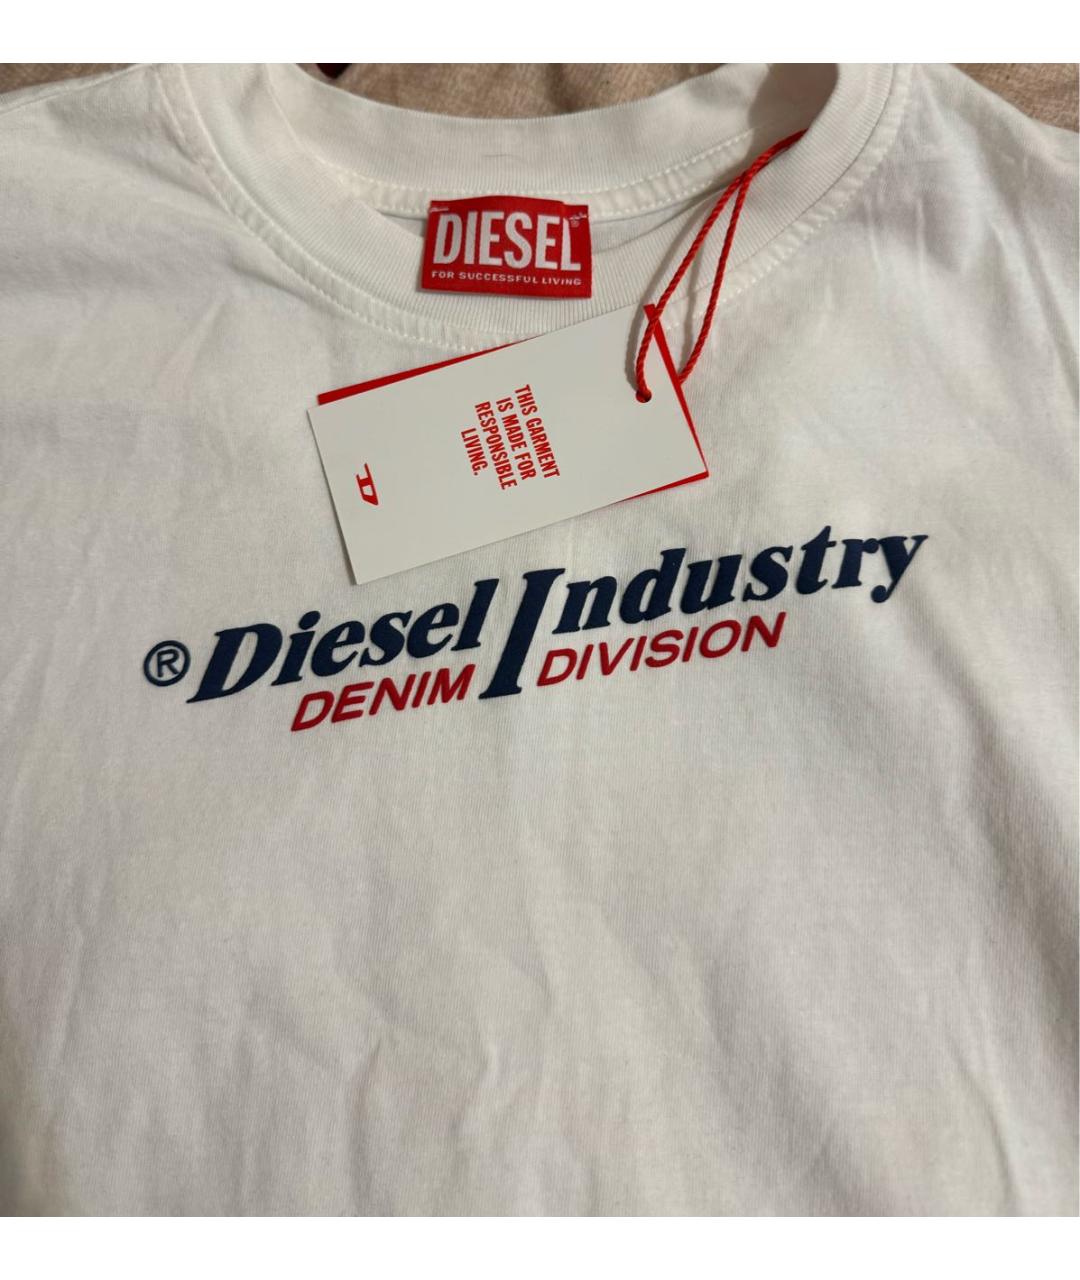 DIESEL
FOR SUCCESSFUL LIVING
THIS GARMENT
IS MADE FOR
RESPONSIBLE
LIVING.
D
® Diesel Industry
DENIM DIVISION